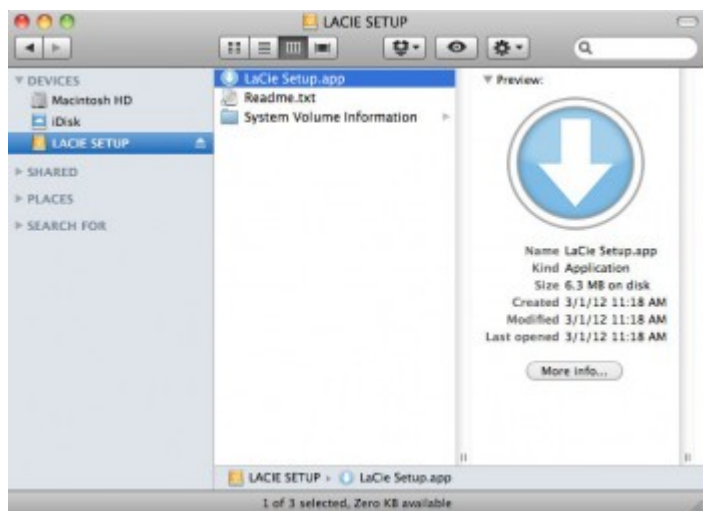 LACIE SETUP
DEVICES
Macintosh HD
iDisk
LACIE SETUP
SHARED
PLACES
SEARCH FOR
LaCie Setup.app
Readme.txt
System Volume Information
Preview:
Name LaCie Setup.app
Kind Application
Size 6.3 MB on disk
Created 3/1/12 11:18 AM
Modified 3/1/12 11:18 AM
Last opened 3/1/12 11:18 AM
More info...
LACIE SETUP LaCie Setup.app
1 of 3 selected, Zero KB available